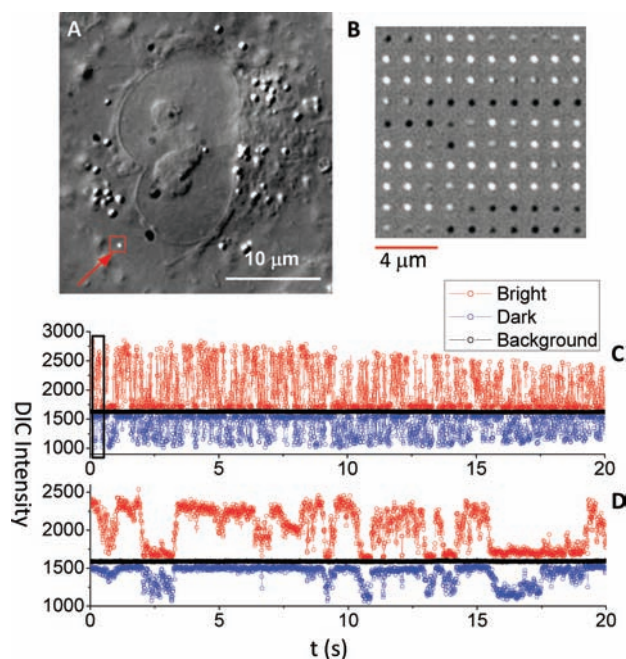 A
B
10 μm
4 μm
Bright
Dark
Background
C
3000
2500
2000
1500
1000
0 5 10 15 20
D
2500
2000
1500
1000
0 5 10 15 20
DIC Intensity
t (s)